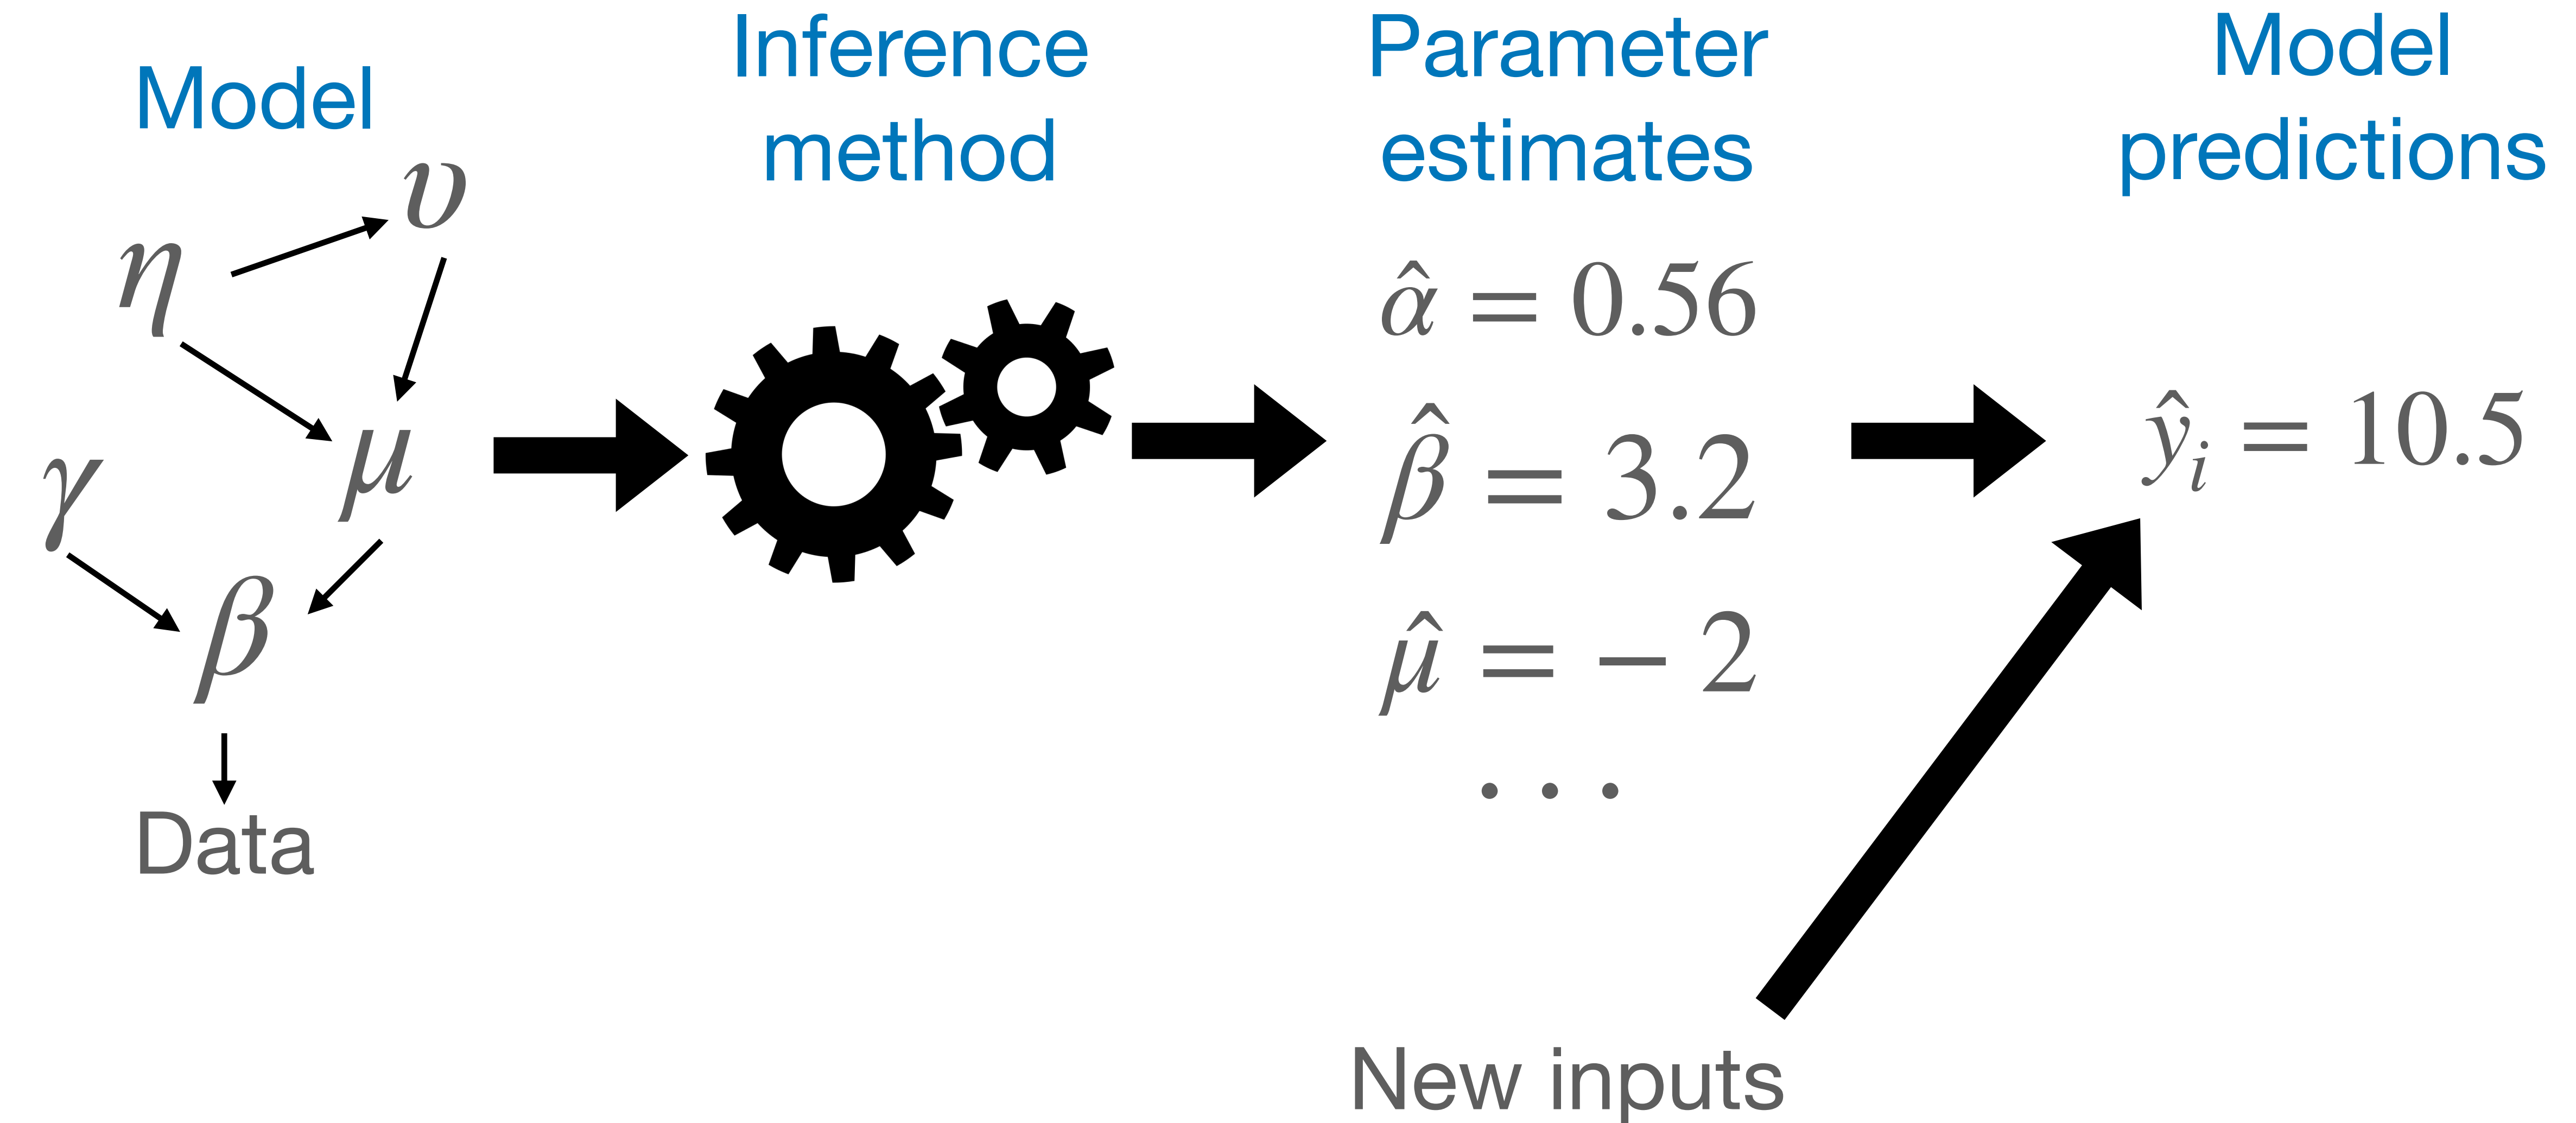 Model
υ
η
μ
γ
β
Data
Inference
method
Parameter
estimates
α̂ = 0.56
β̂ = 3.2
μ̂ = − 2
. . .
New inputs
Model
predictions
ŷᵢ = 10.5